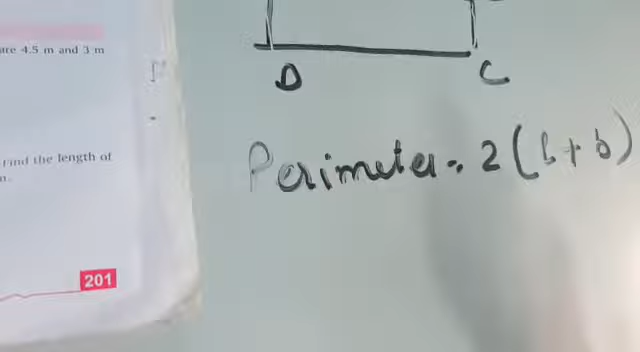 are 4.5 m and 3 m
Find the length of
201
D C
Perimeter = 2 (l + b)